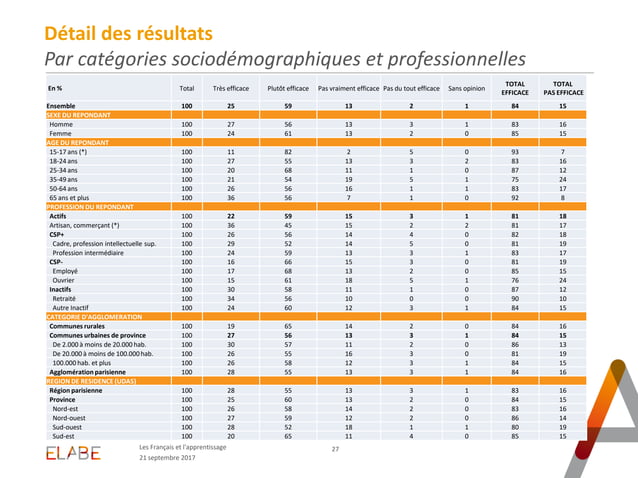 Détail des résultats
Par catégories sociodémographiques et professionnelles
En % Total Très efficace Plutôt efficace Pas vraiment efficace Pas du tout efficace Sans opinion TOTAL EFFICACE TOTAL PAS EFFICACE
Ensemble 100 25 59 13 2 1 84 15
SEXE DU REPONDANT
Homme 100 27 56 13 3 1 83 16
Femme 100 24 61 13 2 0 85 15
AGE DU REPONDANT
15-17 ans (*) 100 11 82 2 5 0 93 7
18-24 ans 100 27 55 13 3 2 83 16
25-34 ans 100 20 68 11 1 0 87 12
35-49 ans 100 21 54 19 5 1 75 24
50-64 ans 100 26 56 16 1 1 83 17
65 ans et plus 100 36 56 7 1 0 92 8
PROFESSION DU REPONDANT
Actifs 100 22 59 15 3 1 81 18
Artisan, commerçant (*) 100 36 45 15 2 2 81 17
CSP+ 100 26 56 14 4 0 82 18
Cadre, profession intellectuelle sup. 100 29 52 14 5 0 81 19
Profession intermédiaire 100 24 59 13 3 1 83 17
CSP- 100 16 66 15 3 0 81 19
Employé 100 17 68 13 2 0 85 15
Ouvrier 100 15 61 18 5 1 76 24
Inactifs 100 30 58 11 1 0 87 12
Retraité 100 34 56 10 0 0 90 10
Autre Inactif 100 24 60 12 3 1 84 15
CATEGORIE D'AGGLOMERATION
Communes rurales 100 19 65 14 2 0 84 16
Communes urbaines de province 100 27 56 13 3 1 84 15
De 2.000 à moins de 20.000 hab. 100 30 57 11 2 0 86 13
De 20.000 à moins de 100.000 hab. 100 26 55 16 3 0 81 19
100.000 hab. et plus 100 26 58 12 3 1 84 15
Agglomération parisienne 100 28 55 13 3 1 84 16
REGION DE RESIDENCE (UDA5)
Région parisienne 100 28 55 13 3 1 83 16
Province 100 25 60 13 2 0 84 15
Nord-est 100 26 58 14 2 0 83 16
Nord-ouest 100 27 59 12 2 0 86 14
Sud-ouest 100 28 52 18 1 1 80 19
Sud-est 100 20 65 11 4 0 85 15
ELABE
Les Français et l'apprentissage
21 septembre 2017
27